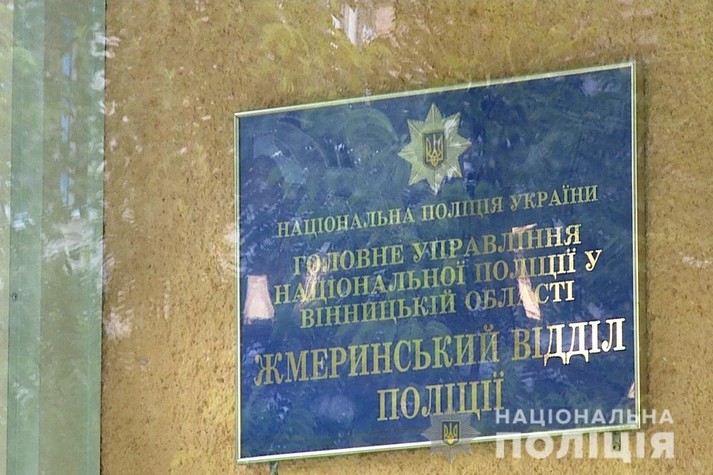 НАЦІОНАЛЬНА ПОЛІЦІЯ УКРАЇНИ
ГОЛОВНЕ УПРАВЛІННЯ
НАЦІОНАЛЬНОЇ ПОЛІЦІЇ У
ВІННИЦЬКІЙ ОБЛАСТІ
ЖМЕРИНСЬКИЙ ВІДДІЛ
ПОЛІЦІЇ
НАЦІОНАЛЬНА
ПОЛІЦІЯ